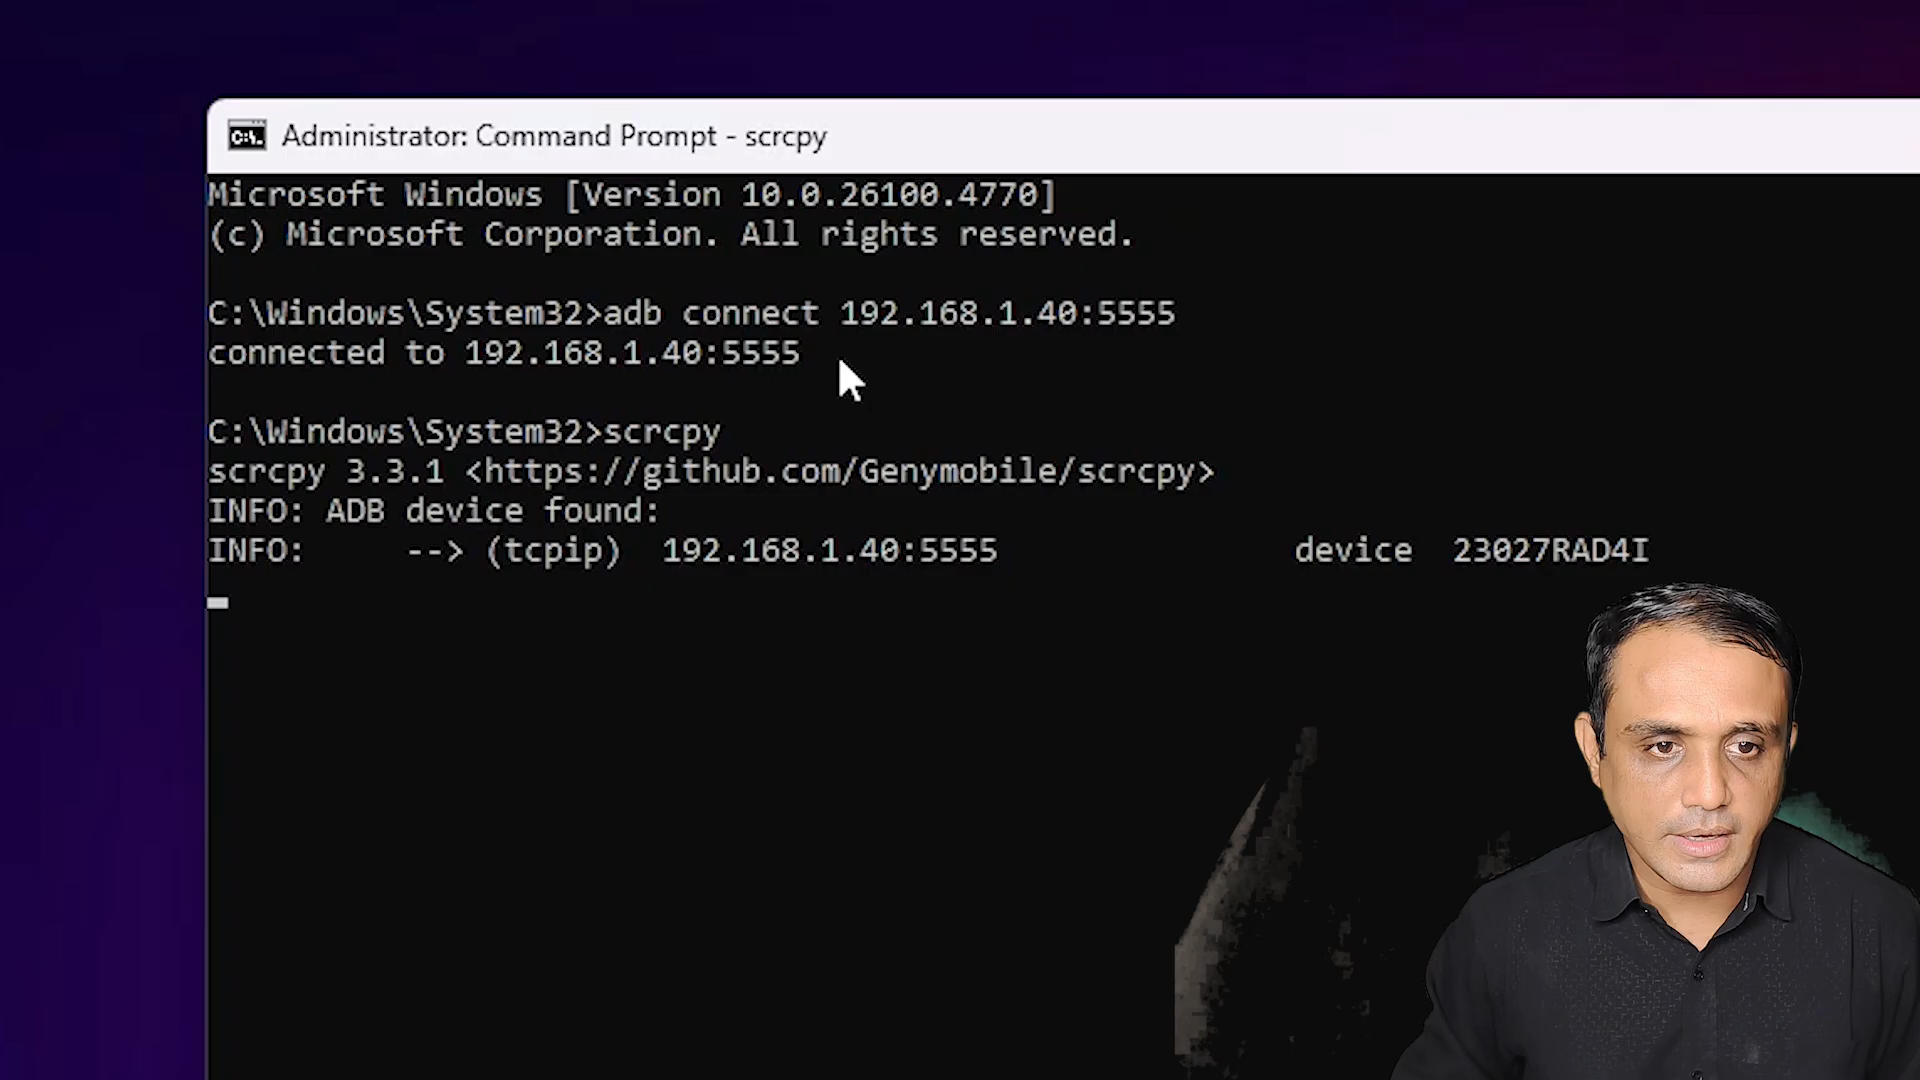 Administrator: Command Prompt - scrcpy
Microsoft Windows [Version 10.0.26100.4770]
(c) Microsoft Corporation. All rights reserved.
C:\Windows\System32>adb connect 192.168.1.40:5555
connected to 192.168.1.40:5555
C:\Windows\System32>scrcpy
scrcpy 3.3.1 <https://github.com/Genymobile/scrcpy>
INFO: ADB device found:
INFO:     --> (tcpip)  192.168.1.40:5555               device  23027RAD4I